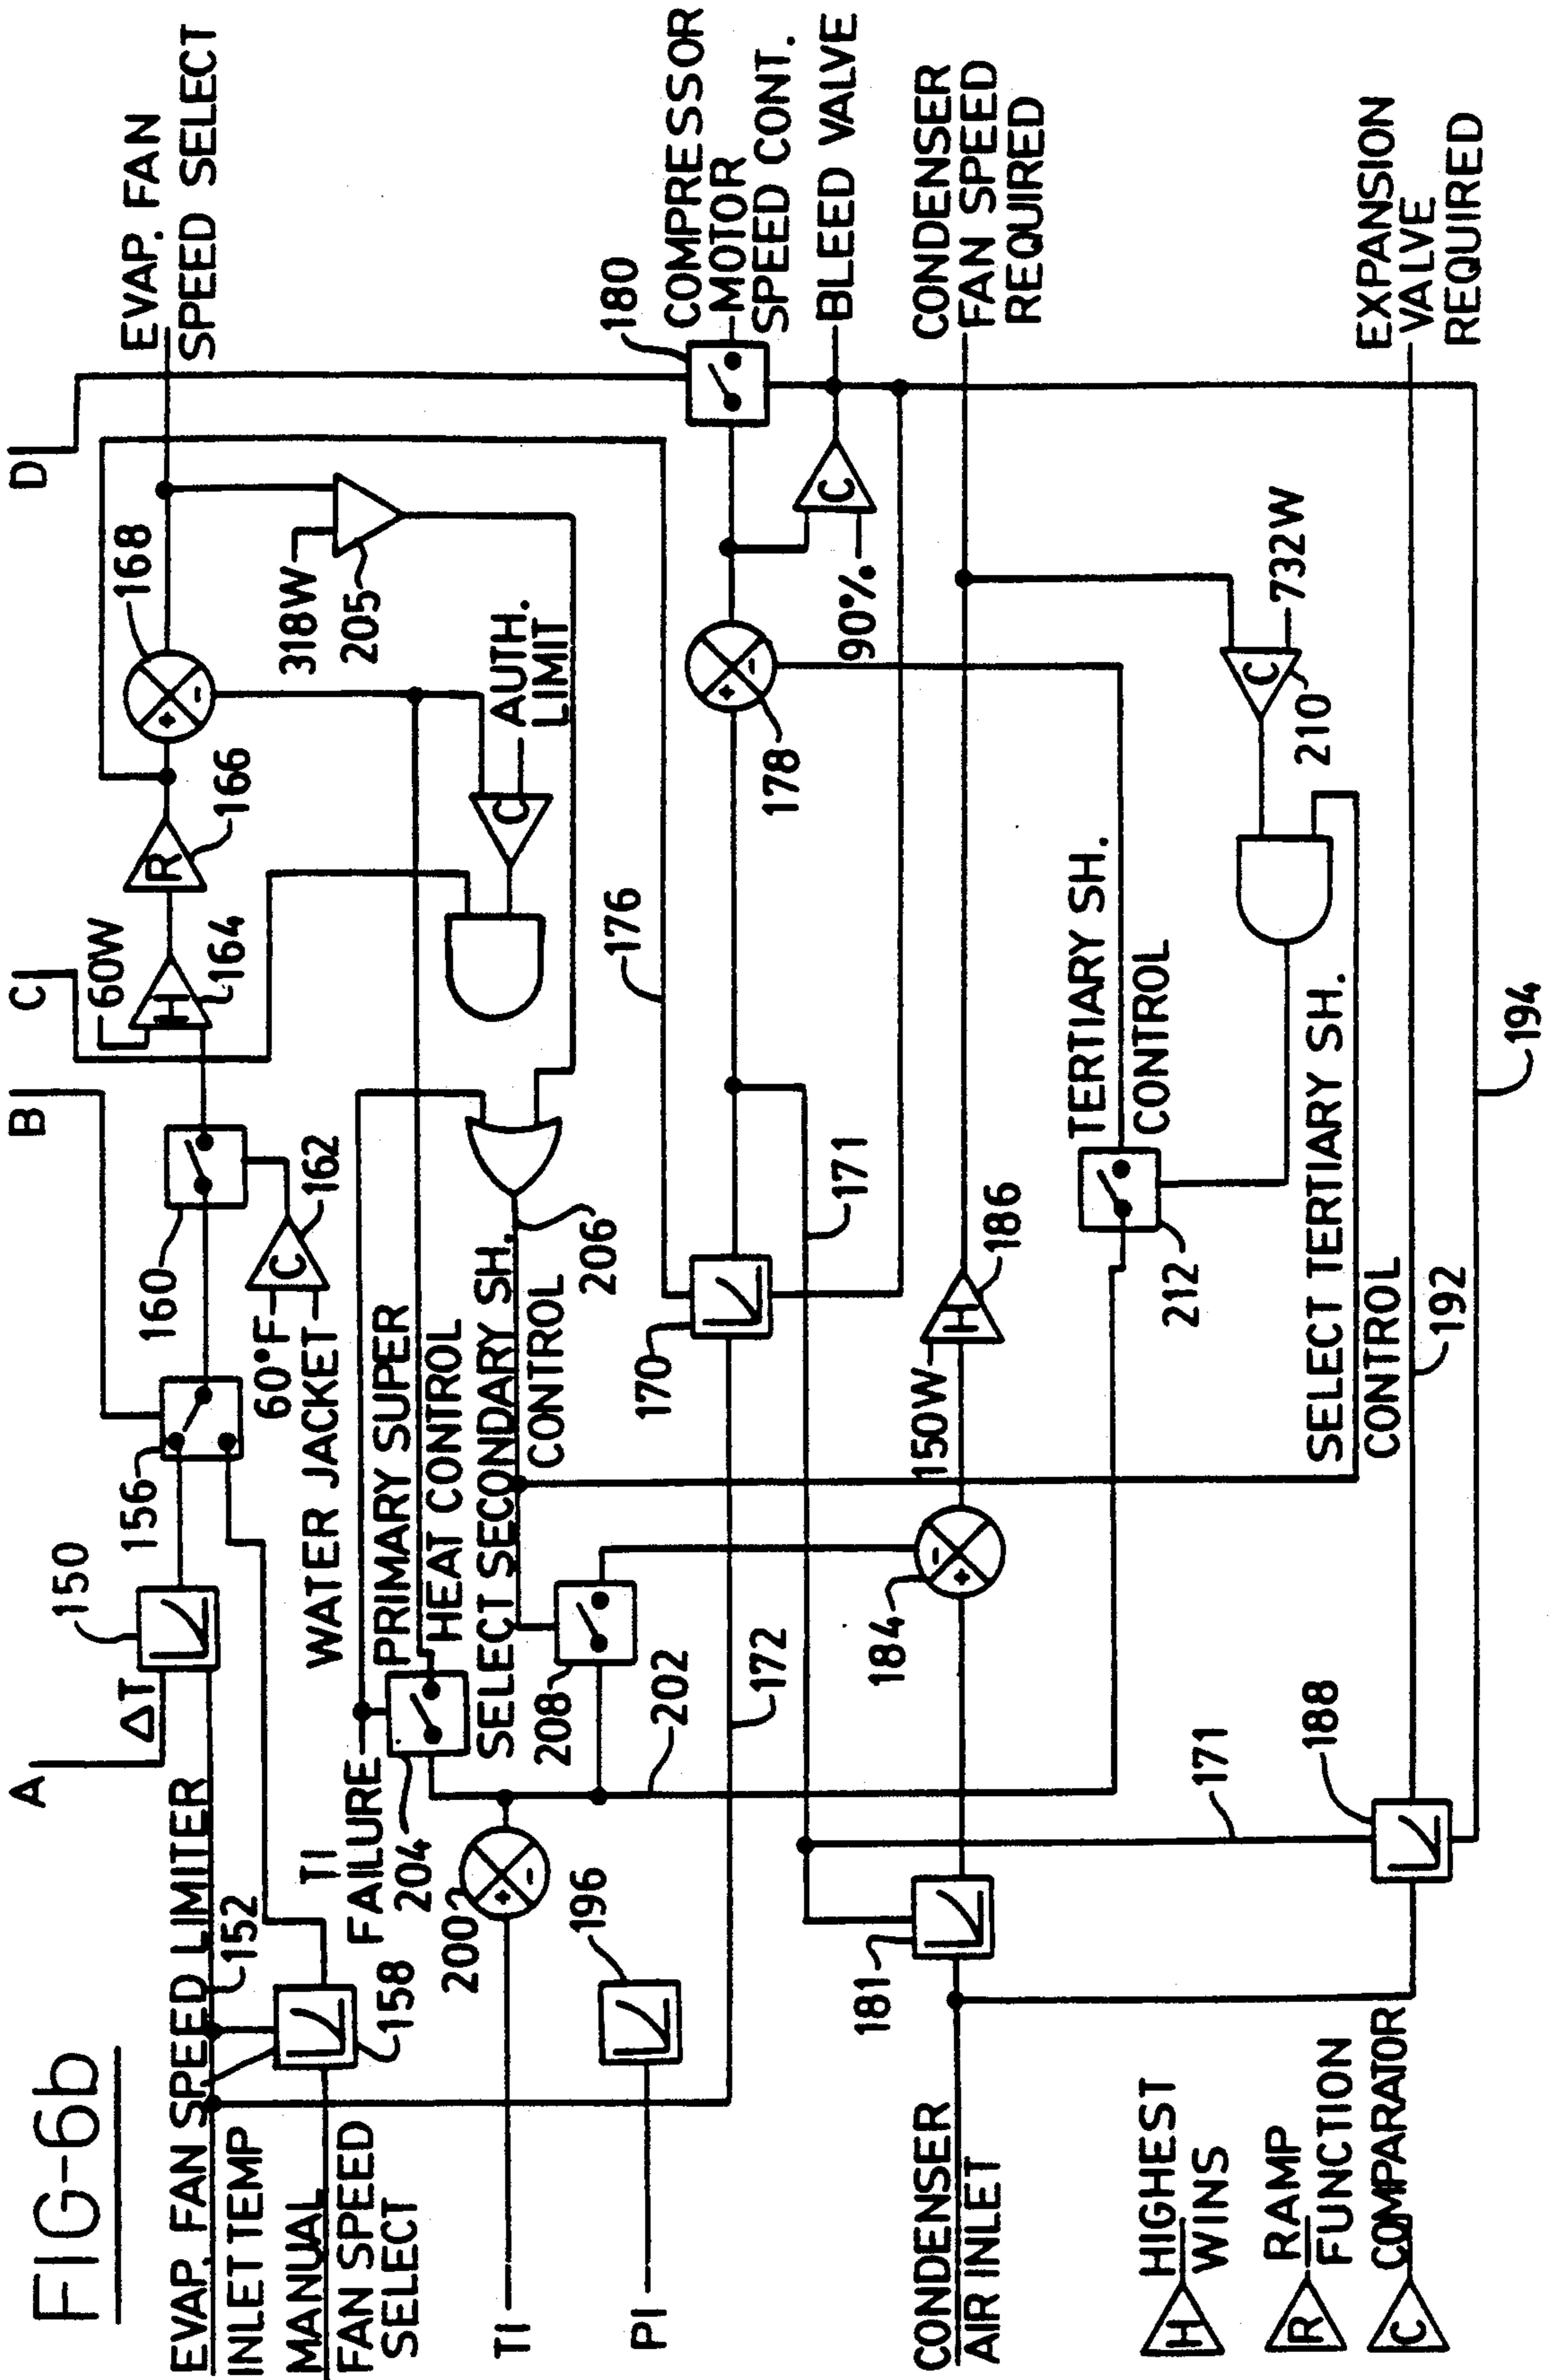 FIG-6b
A
B
C
D
EVAP. FAN SPEED LIMITER
INLET TEMP
MANUAL
FAN SPEED
SELECT
152
158
ΔT
150
156
160
60°F
WATER JACKET
C
162
60W
H
164
R
166
168
+
-
EVAP. FAN
SPEED SELECT
318W
205
AUTH.
LIMIT
C
TI
FAILURE
204
PRIMARY SUPER
HEAT CONTROL
SELECT SECONDARY SH.
CONTROL
206
208
202
TI
200
+
-
PI
196
172
170
176
171
178
+
-
180
COMPRESSOR
MOTOR
SPEED CONT.
C
90%
BLEED VALVE
CONDENSER
AIR INLET
181
184
+
-
150W
H
186
CONDENSER
FAN SPEED
REQUIRED
C
732W
210
212
TERTIARY SH.
CONTROL
SELECT TERTIARY SH.
CONTROL
171
188
192
194
EXPANSION
VALVE
REQUIRED
H
HIGHEST
WINS
R
RAMP
FUNCTION
C
COMPARATOR